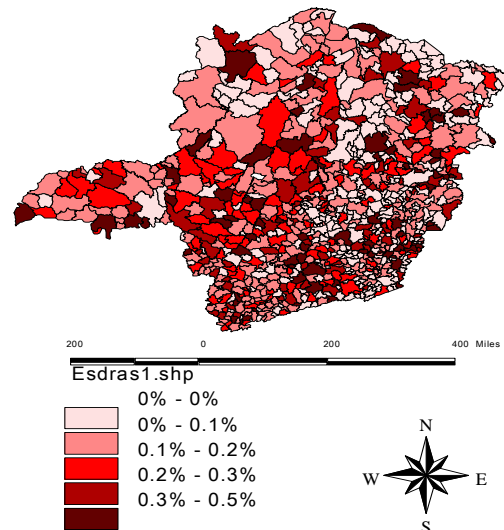 200 0 200 400 Miles
Esdras1.shp
0% - 0%
0% - 0.1%
0.1% - 0.2%
0.2% - 0.3%
0.3% - 0.5%
N
W E
S